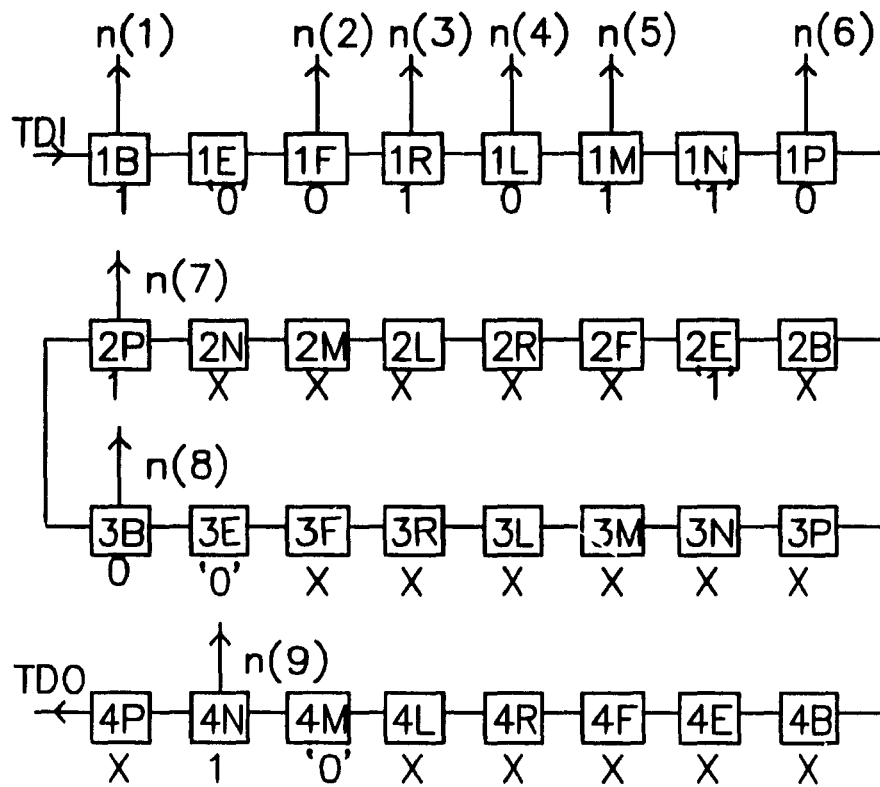 n(1) n(2) n(3) n(4) n(5) n(6)
TDI
1B 1E 1F 1R 1L 1M 1N 1P
1 '0' 0 1 0 1 '1' 0
n(7)
2P 2N 2M 2L 2R 2F 2E 2B
1 X X X X X '1' X
n(8)
3B 3E 3F 3R 3L 3M 3N 3P
0 '0' X X X X X X
n(9)
TDO
4P 4N 4M 4L 4R 4F 4E 4B
X 1 '0' X X X X X